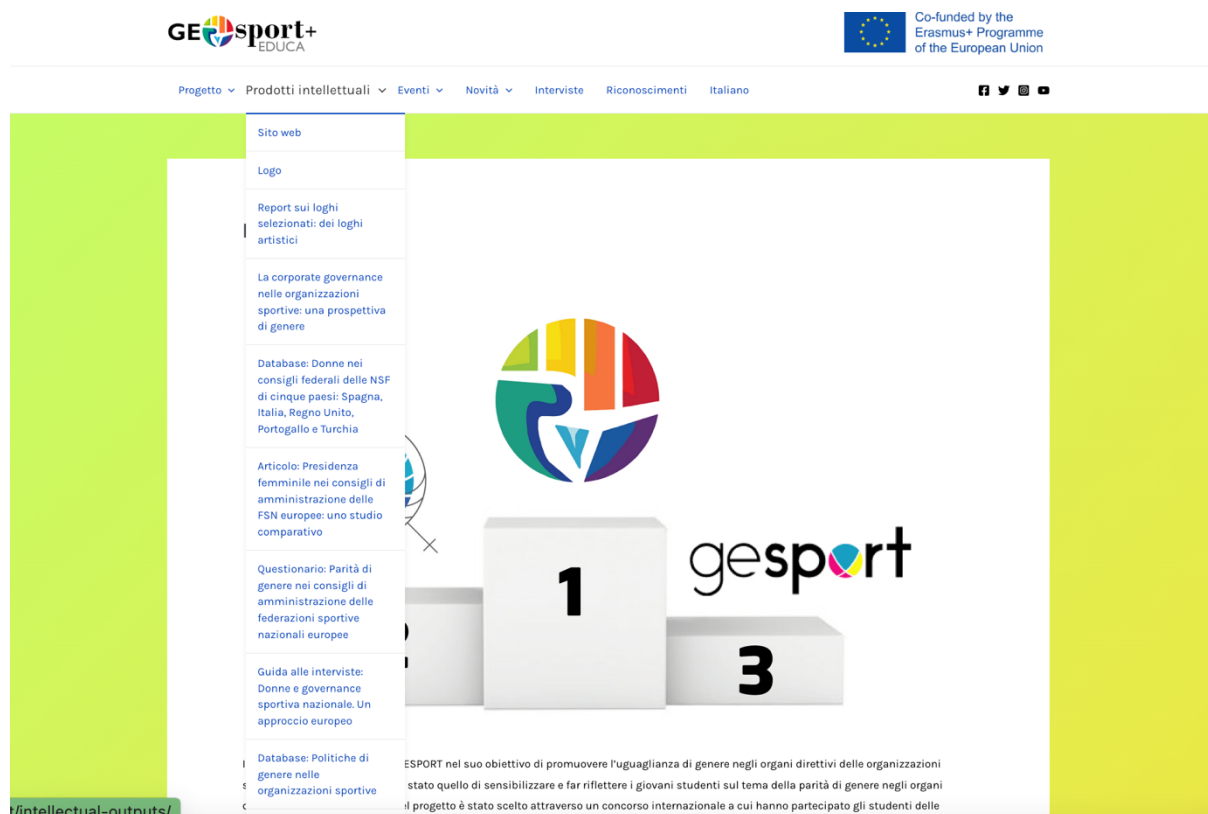 GE sport+
EDUCA
Co-funded by the
Erasmus+ Programme
of the European Union
Progetto Prodotti intellettuali Eventi Novità Interviste Riconoscimenti Italiano
Sito web
Logo
Report sui loghi
selezionati: dei loghi
artistici
La corporate governance
nelle organizzazioni
sportive: una prospettiva
di genere
Database: Donne nei
consigli federali delle NSF
di cinque paesi: Spagna,
Italia, Regno Unito,
Portogallo e Turchia
Articolo: Presidenza
femminile nei consigli di
amministrazione delle
FSN europee: uno studio
comparativo
Questionario: Parità di
genere nei consigli di
amministrazione delle
federazioni sportive
nazionali europee
Guida alle interviste:
Donne e governance
sportiva nazionale. Un
approccio europeo
Database: Politiche di
genere nelle
organizzazioni sportive
gesport
1
3
ESPORT nel suo obiettivo di promuovere l'uguaglianza di genere negli organi direttivi delle organizzazioni
stato quello di sensibilizzare e far riflettere i giovani studenti sul tema della parità di genere negli organi
progetto è stato scelto attraverso un concorso internazionale a cui hanno partecipato gli studenti delle
t/intellectual-outputs/